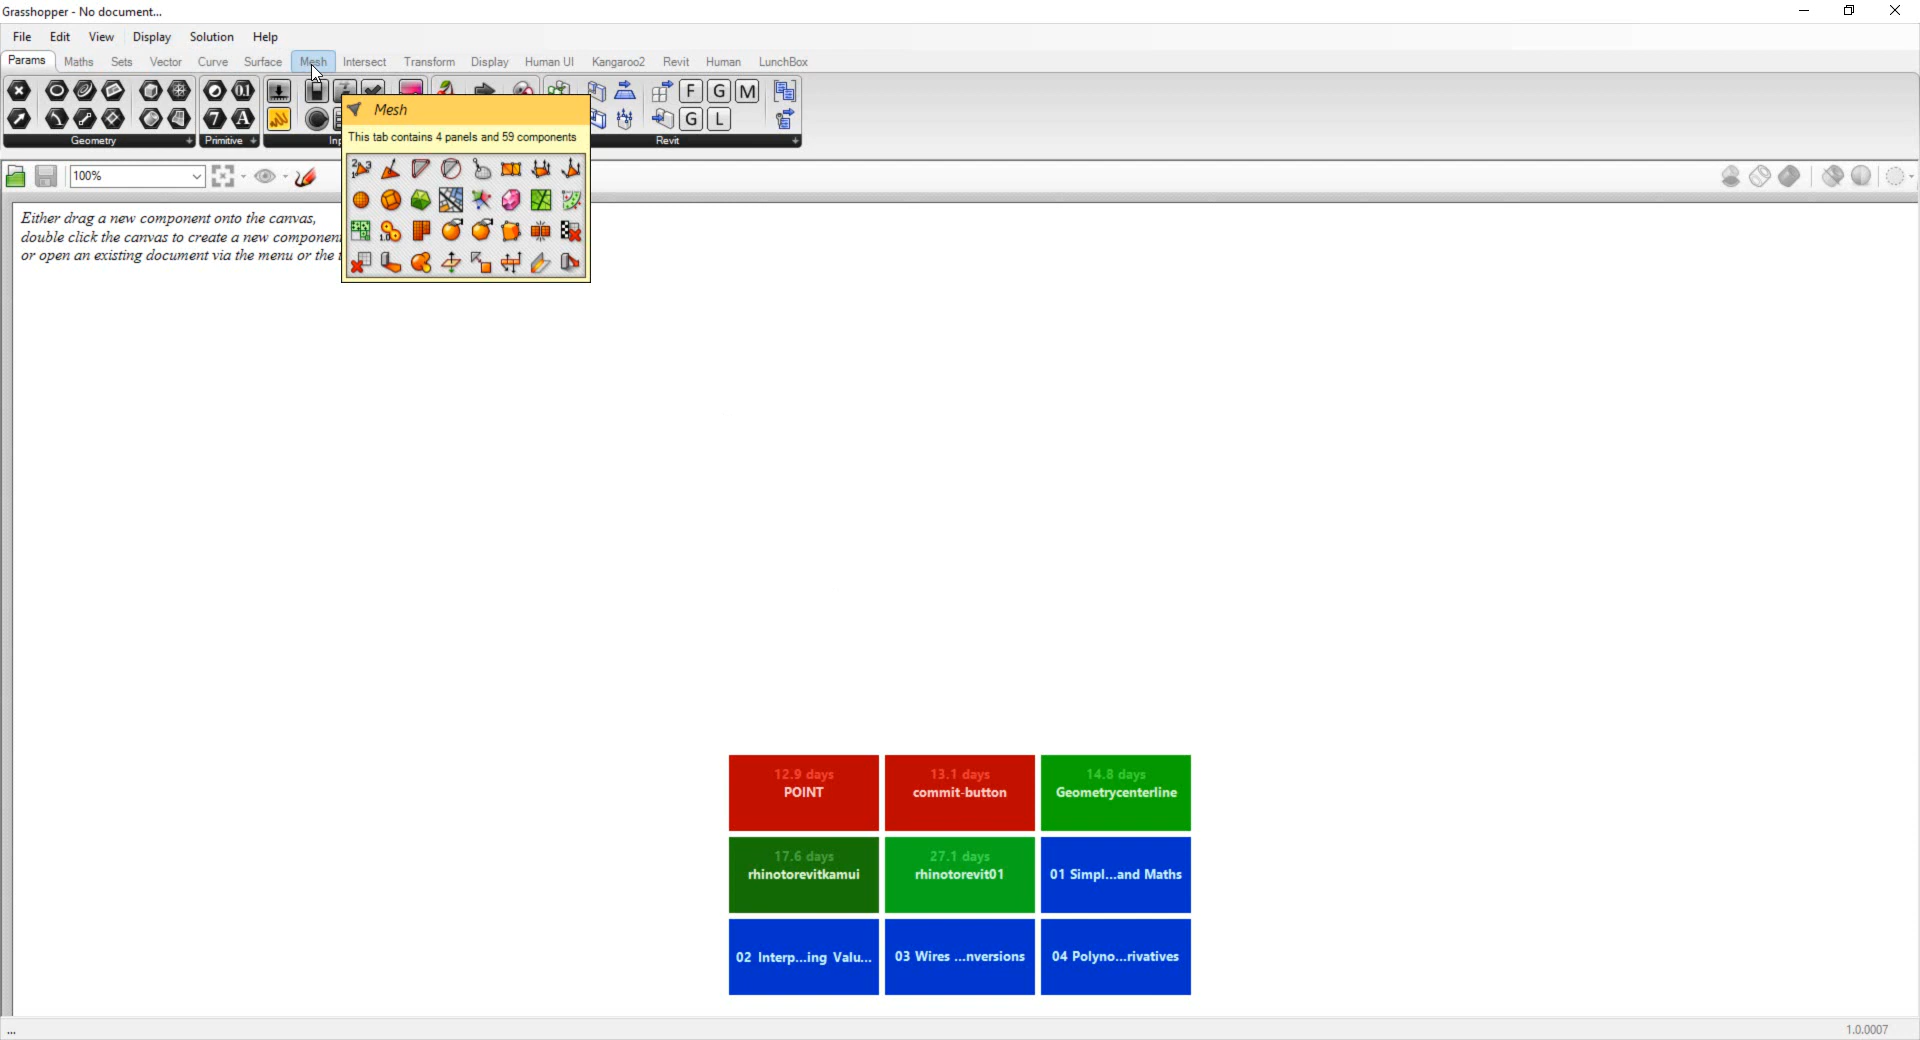 Grasshopper - No document...
File Edit View Display Solution Help
Params Maths Sets Vector Curve Surface Mesh Intersect Transform Display Human UI Kangaroo2 Revit Human LunchBox
0.1 F G M
7 A G L
Geometry Primitive Inp Revit
Mesh
This tab contains 4 panels and 59 components
100%
Either drag a new component onto the canvas,
double click the canvas to create a new component
or open an existing document via the menu or the t
12.9 days
POINT
13.1 days
commit-button
14.8 days
Geometrycenterline
17.6 days
rhinotorevitkamui
27.1 days
rhinotorevit01
01 Simpl...and Maths
02 Interp...ing Valu...
03 Wires ...nversions
04 Polyno...rivatives
... 1.0.0007